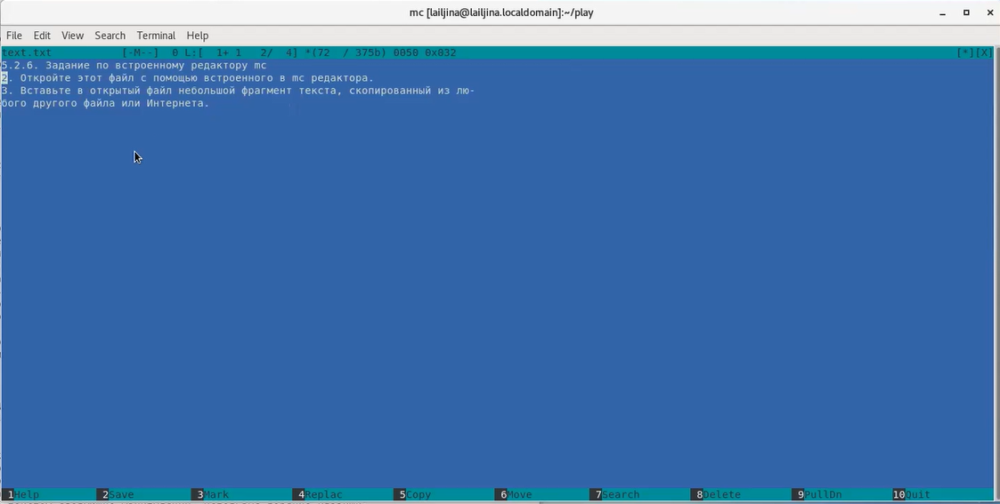 mc [lailjina@lailjina.localdomain]:~/play
File Edit View Search Terminal Help
text.txt [-M--] 0 L:[ 1+ 1 2/ 4] *(72 / 375b) 0050 0x032 [*][X]
5.2.6. Задание по встроенному редактору mc
2. Откройте этот файл с помощью встроенного в mc редактора.
3. Вставьте в открытый файл небольшой фрагмент текста, скопированный из лю-
бого другого файла или Интернета.
1Help 2Save 3Mark 4Replac 5Copy 6Move 7Search 8Delete 9PullDn 10Quit